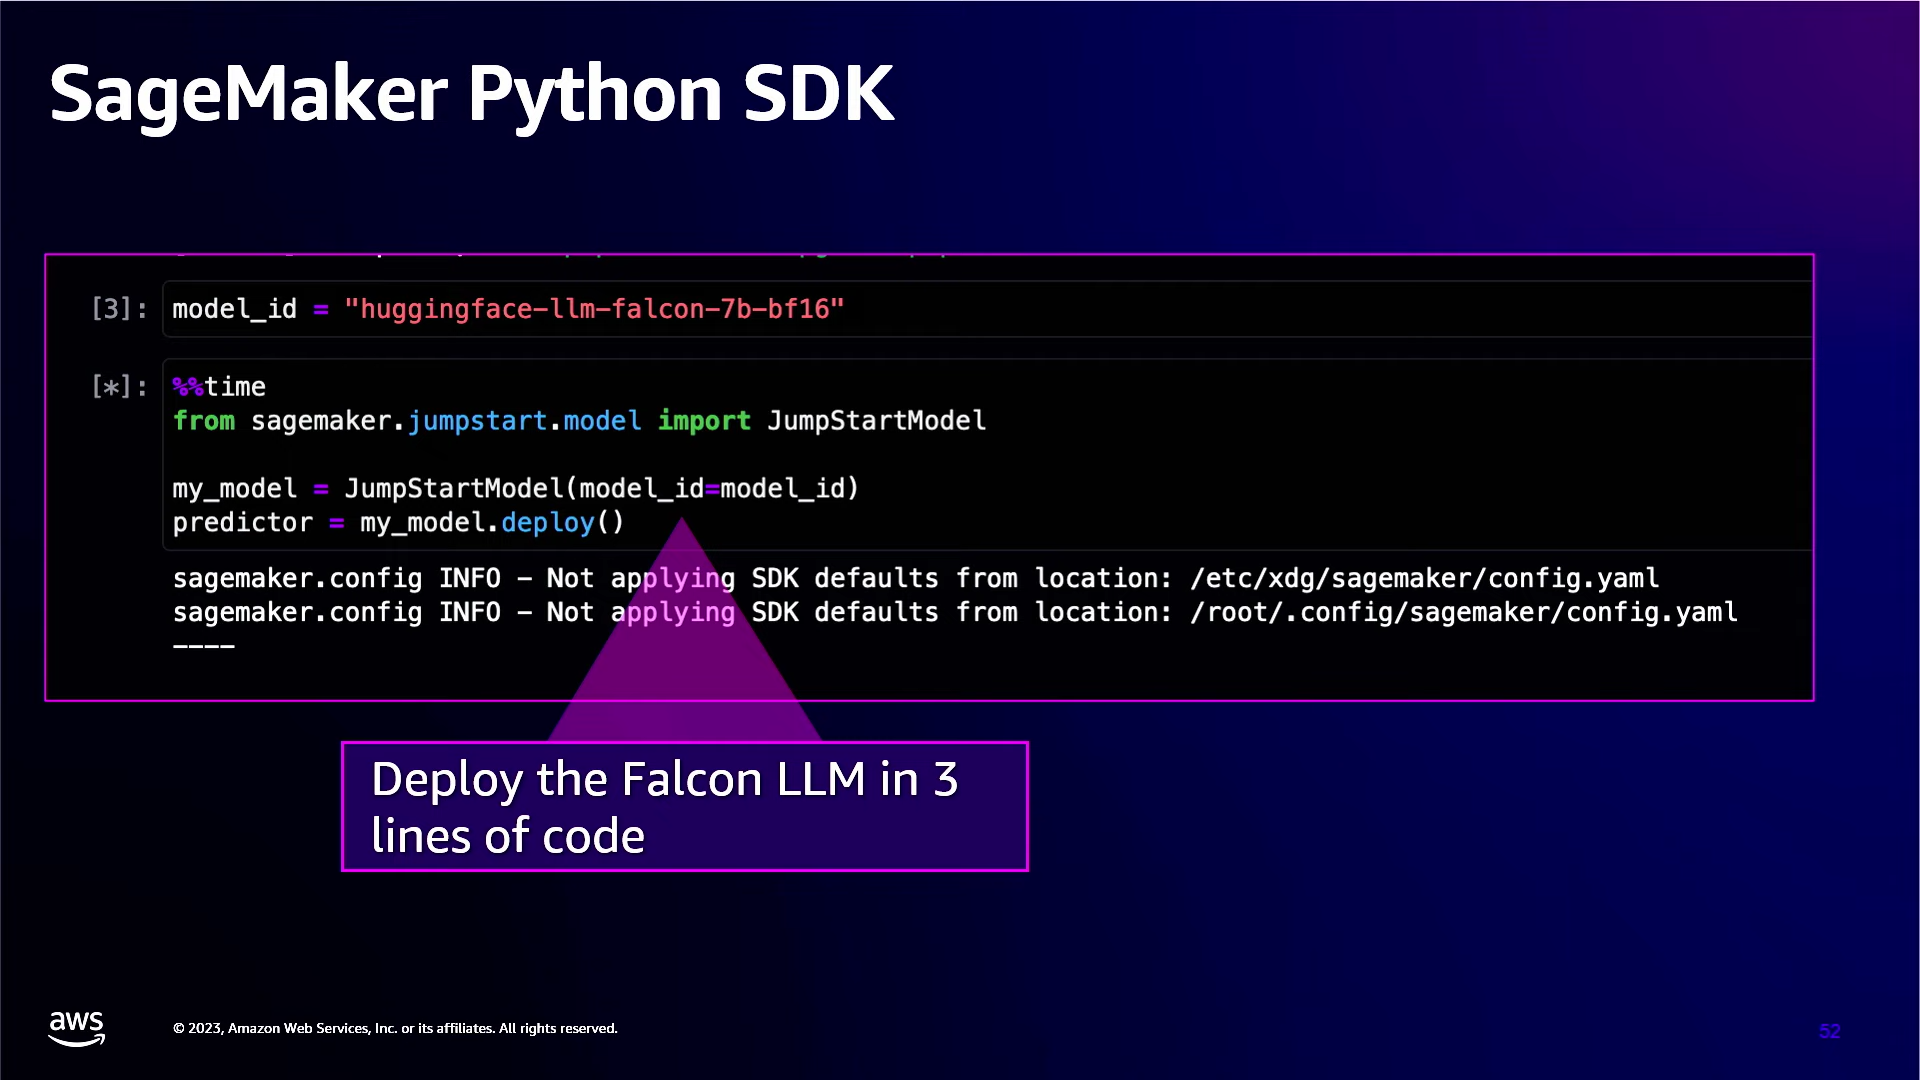 SageMaker Python SDK
[3]: model_id = "huggingface-llm-falcon-7b-bf16"
[*]: %%time
from sagemaker.jumpstart.model import JumpStartModel
my_model = JumpStartModel(model_id=model_id)
predictor = my_model.deploy()
sagemaker.config INFO - Not applying SDK defaults from location: /etc/xdg/sagemaker/config.yaml
sagemaker.config INFO - Not applying SDK defaults from location: /root/.config/sagemaker/config.yaml
----
Deploy the Falcon LLM in 3
lines of code
aws
© 2023, Amazon Web Services, Inc. or its affiliates. All rights reserved.
52